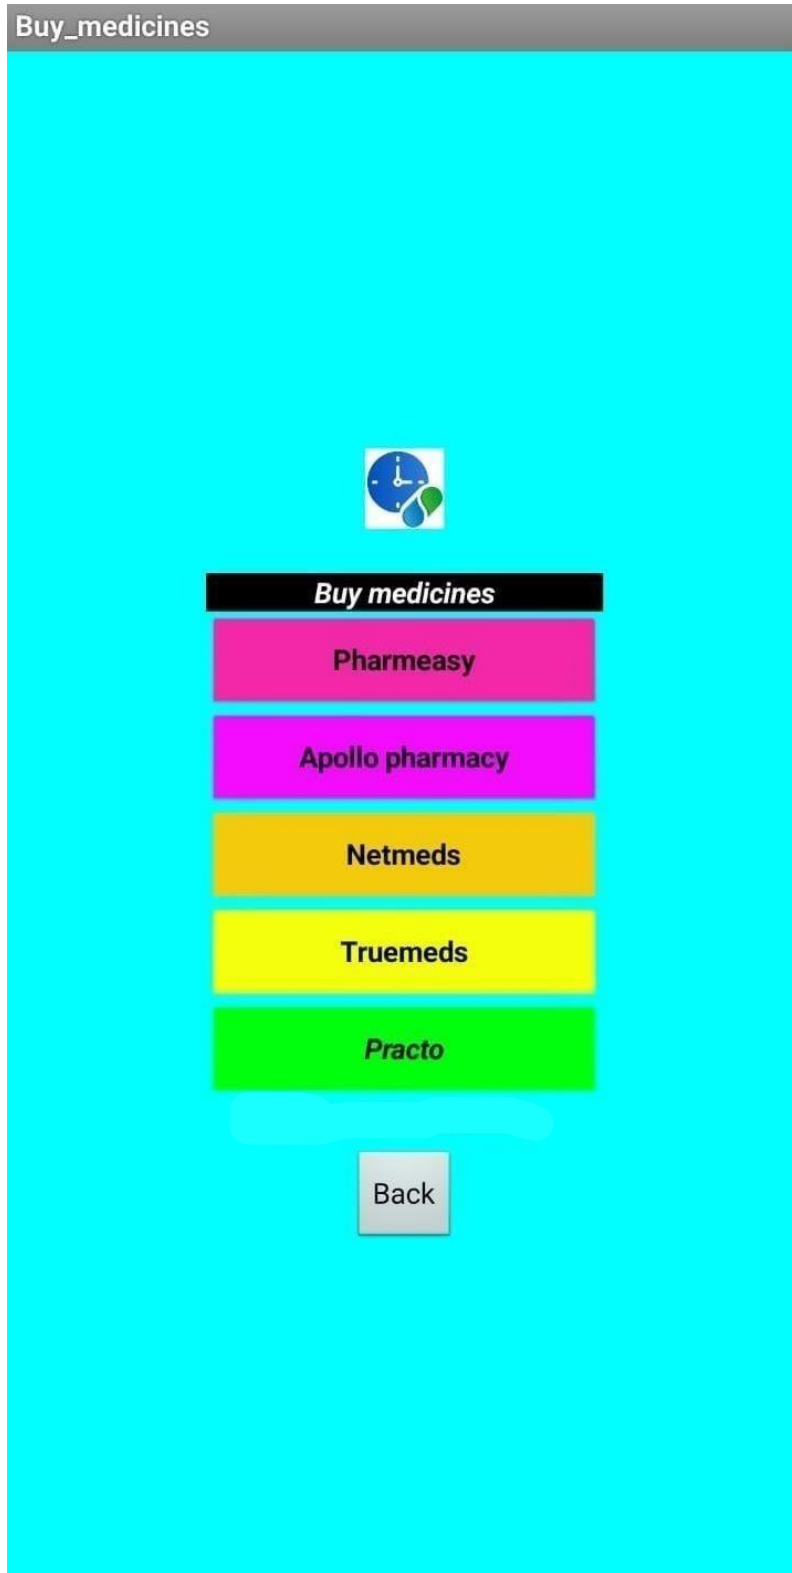 Buy_medicines
Buy medicines
Pharmeasy
Apollo pharmacy
Netmeds
Truemeds
Practo
Back